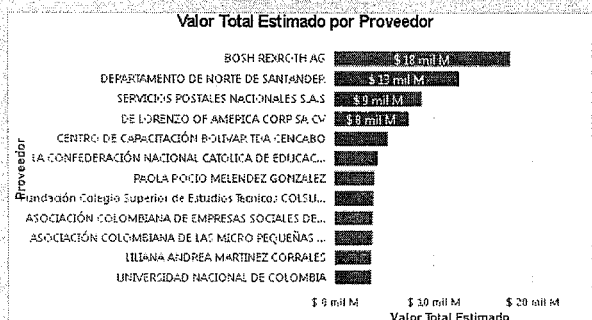 Valor Total Estimado por Proveedor
Proveedor
BOSH REXROTH AG $ 18 mil M
DEPARTAMENTO DE NORTE DE SANTANDER $ 13 mil M
SERVICIOS POSTALES NACIONALES S.A.S $ 9 mil M
DE LORENZO OF AMERICA CORP SA CV $ 8 mil M
CENTRO DE CAPACITACIÓN BOLIVAR TDA CENCABO
LA CONFEDERACIÓN NACIONAL CATOLICA DE EDUCAC...
PAOLA ROCIO MELENDEZ GONZALEZ
Fundación Colegio Superior de Estudios Tecnicos COLSU...
ASOCIACIÓN COLOMBIANA DE EMPRESAS SOCIALES DE...
ASOCIACIÓN COLOMBIANA DE LAS MICRO PEQUEÑAS ...
LILIANA ANDREA MARTINEZ CORRALES
UNIVERSIDAD NACIONAL DE COLOMBIA
$ 0 mil M $ 10 mil M $ 20 mil M
Valor Total Estimado